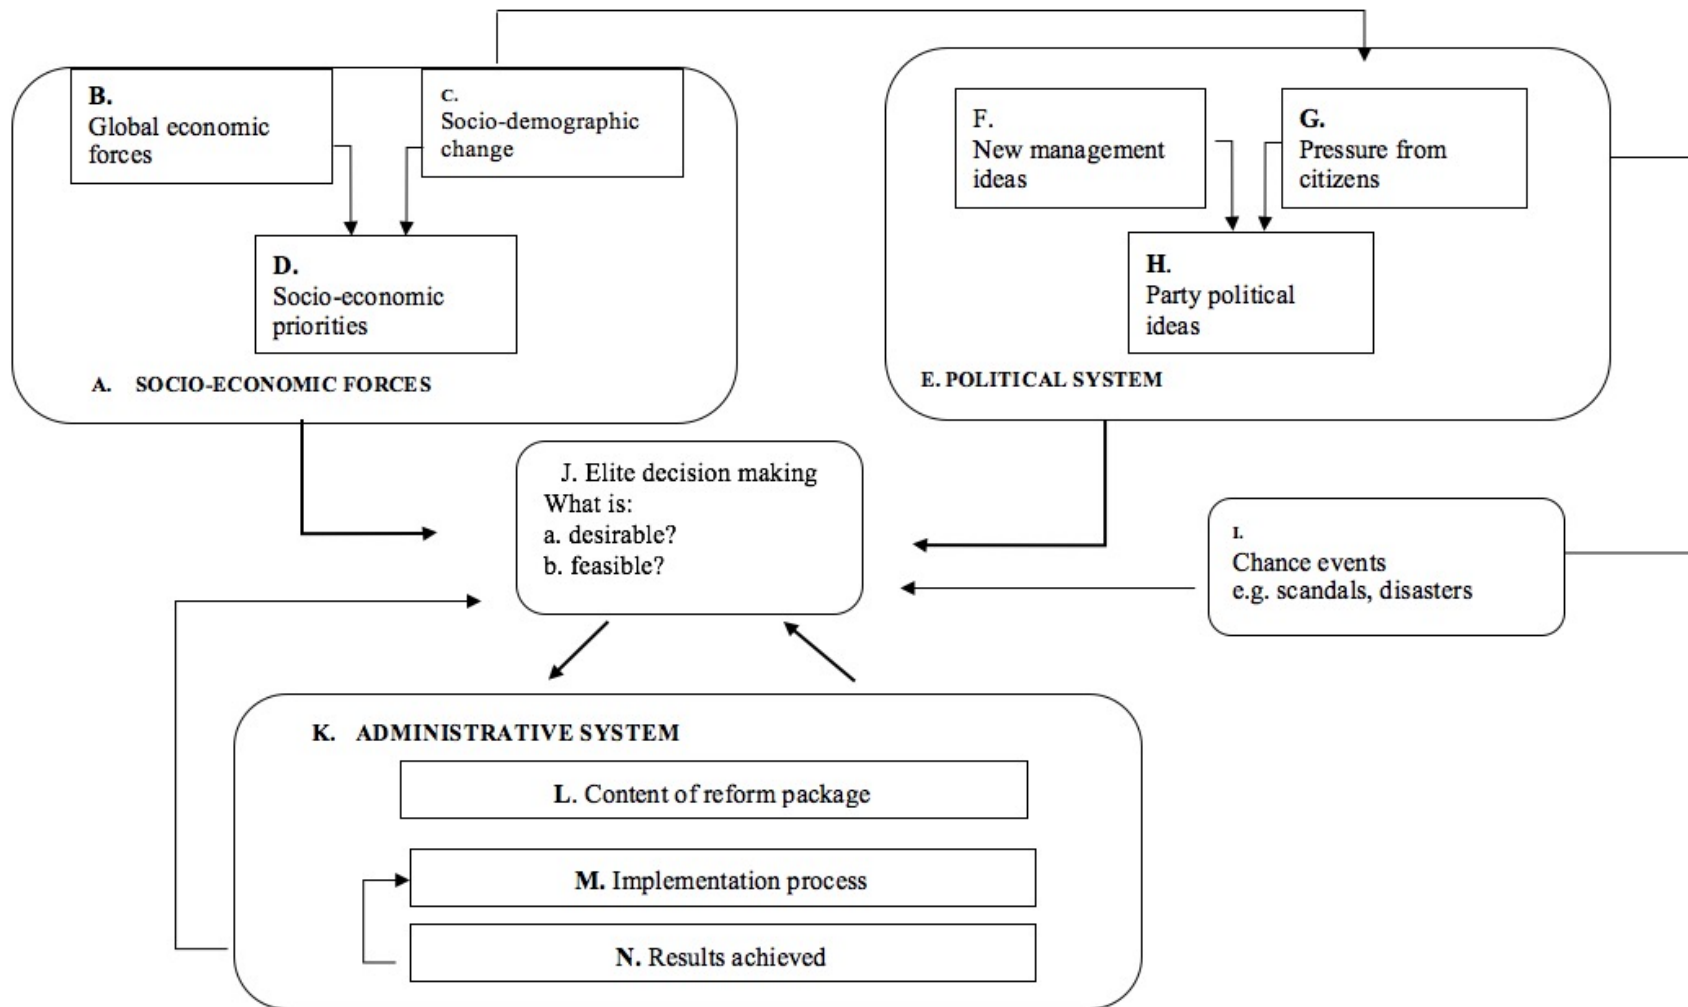 B.
Global economic
forces
C.
Socio-demographic
change
D.
Socio-economic
priorities
A. SOCIO-ECONOMIC FORCES
F.
New management
ideas
G.
Pressure from
citizens
H.
Party political
ideas
E. POLITICAL SYSTEM
J. Elite decision making
What is:
a. desirable?
b. feasible?
I.
Chance events
e.g. scandals, disasters
K. ADMINISTRATIVE SYSTEM
L. Content of reform package
M. Implementation process
N. Results achieved